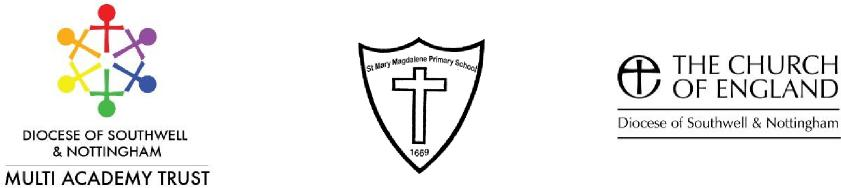 DIOCESE OF SOUTHWELL
& NOTTINGHAM
MULTI ACADEMY TRUST
St Mary Magdalene Primary School
1669
THE CHURCH
OF ENGLAND
Diocese of Southwell & Nottingham